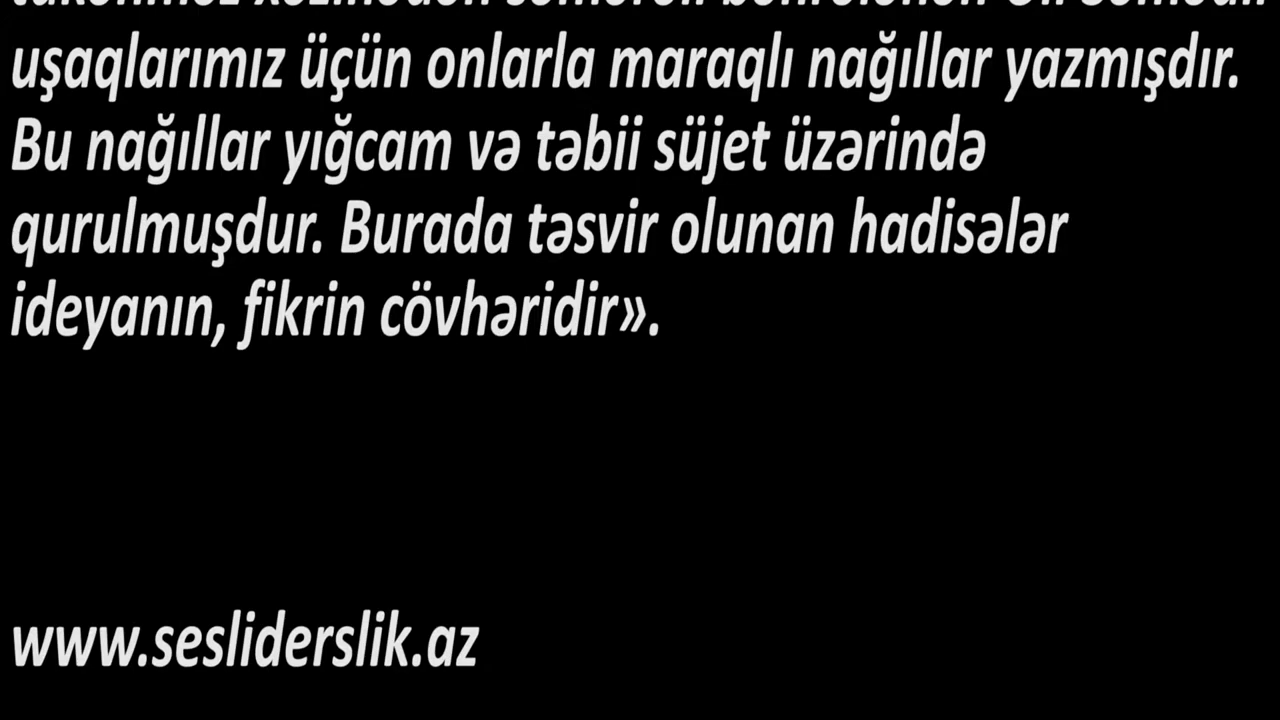 uşaqlarımız üçün onlarla maraqlı nağıllar yazmışdır.
Bu nağıllar yığcam və təbii süjet üzərində
qurulmuşdur. Burada təsvir olunan hadisələr
ideyanın, fikrin cövhəridir».
www.sesliderslik.az